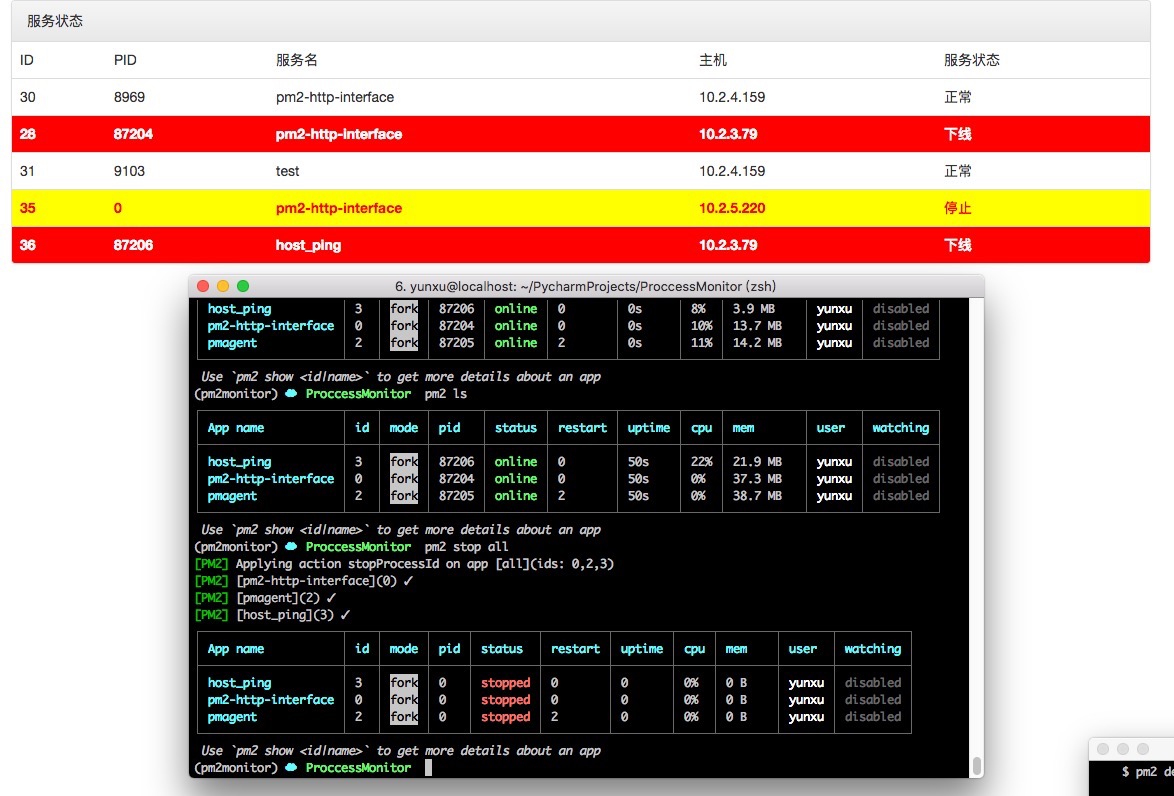 服务状态
ID PID 服务名 主机 服务状态
30 8969 pm2-http-interface 10.2.4.159 正常
28 87204 pm2-http-interface 10.2.3.79 下线
31 9103 test 10.2.4.159 正常
35 0 pm2-http-interface 10.2.5.220 停止
36 87206 host_ping 10.2.3.79 下线
6. yunxu@localhost: ~/PycharmProjects/ProccessMonitor (zsh)
host_ping 3 fork 87206 online 0 0s 8% 3.9 MB yunxu disabled
pm2-http-interface 0 fork 87204 online 0 0s 10% 13.7 MB yunxu disabled
pmagent 2 fork 87205 online 2 0s 11% 14.2 MB yunxu disabled
Use `pm2 show <id|name>` to get more details about an app
(pm2monitor) ProccessMonitor pm2 ls
App name id mode pid status restart uptime cpu mem user watching
host_ping 3 fork 87206 online 0 50s 22% 21.9 MB yunxu disabled
pm2-http-interface 0 fork 87204 online 0 50s 0% 37.3 MB yunxu disabled
pmagent 2 fork 87205 online 2 50s 0% 38.7 MB yunxu disabled
Use `pm2 show <id|name>` to get more details about an app
(pm2monitor) ProccessMonitor pm2 stop all
[PM2] Applying action stopProcessId on app [all](ids: 0,2,3)
[PM2] [pm2-http-interface](0) ✓
[PM2] [pmagent](2) ✓
[PM2] [host_ping](3) ✓
App name id mode pid status restart uptime cpu mem user watching
host_ping 3 fork 0 stopped 0 0 0% 0 B yunxu disabled
pm2-http-interface 0 fork 0 stopped 0 0 0% 0 B yunxu disabled
pmagent 2 fork 0 stopped 2 0 0% 0 B yunxu disabled
Use `pm2 show <id|name>` to get more details about an app
(pm2monitor) ProccessMonitor
$ pm2 de